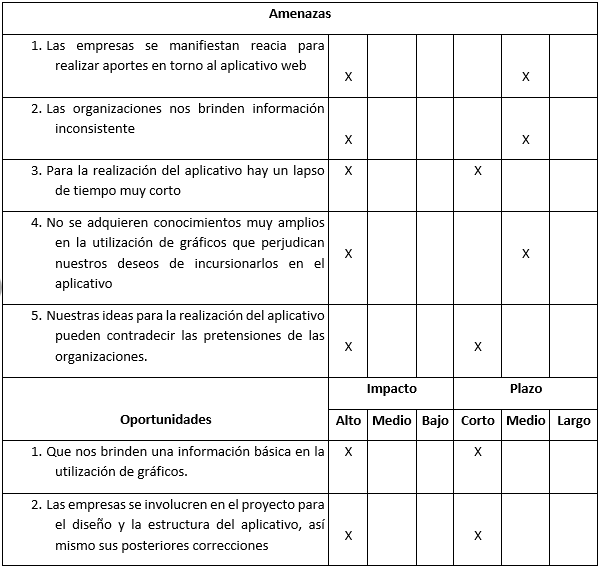 Amenazas
1. Las empresas se manifiestan reacia para
realizar aportes en torno al aplicativo web
X X
2. Las organizaciones nos brinden información
inconsistente
X X
3. Para la realización del aplicativo hay un lapso
de tiempo muy corto
X X
4. No se adquieren conocimientos muy amplios
en la utilización de gráficos que perjudican
nuestros deseos de incursionarlos en el
aplicativo
X X
5. Nuestras ideas para la realización del aplicativo
pueden contradecir las pretensiones de las
organizaciones.
X X
Impacto Plazo
Oportunidades Alto Medio Bajo Corto Medio Largo
1. Que nos brinden una información básica en la
utilización de gráficos.
X X
2. Las empresas se involucren en el proyecto para
el diseño y la estructura del aplicativo, así
mismo sus posteriores correcciones
X X